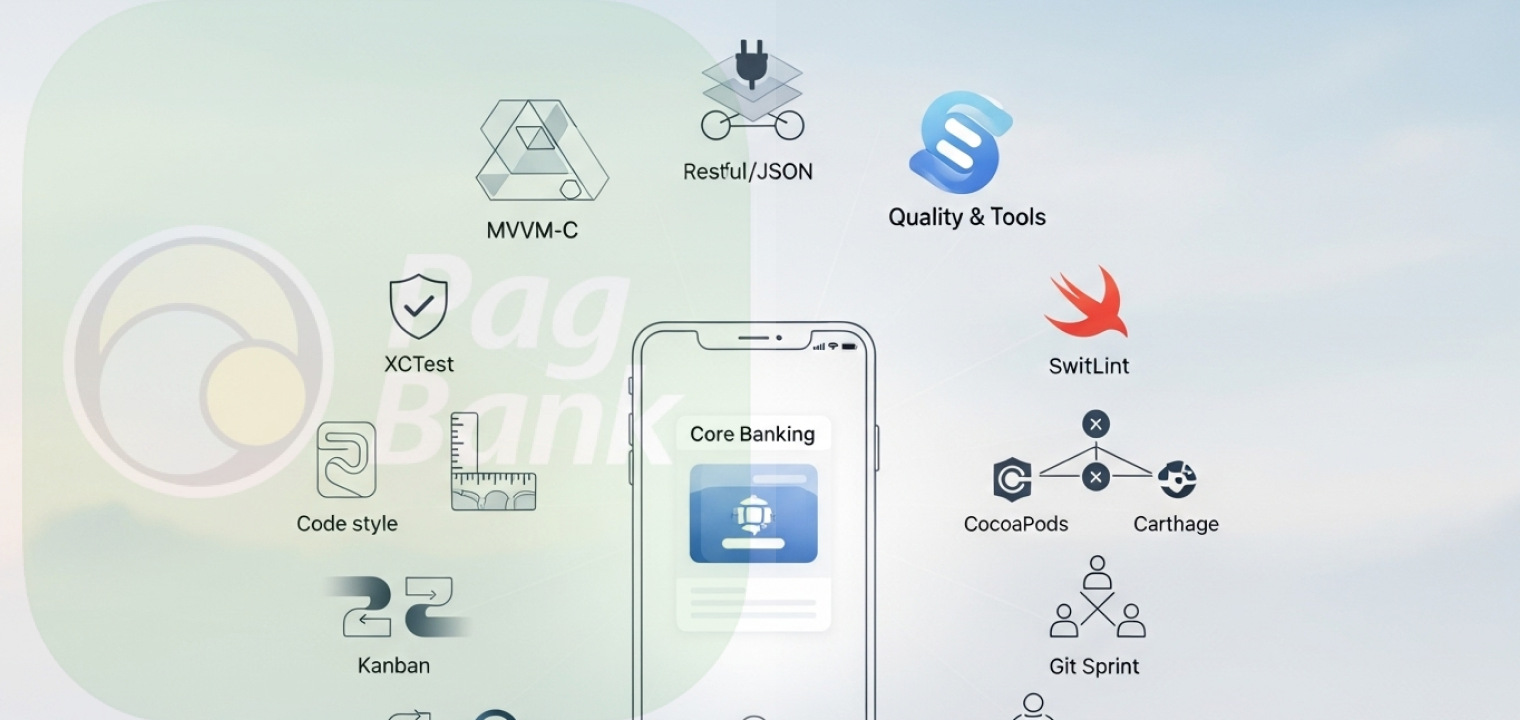 Restful/JSON
Quality & Tools
MVVM-C
Pag
Bank
XCTest
SwitLint
Core Banking
Code style
CocoaPods
Carthage
Kanban
Git Sprint